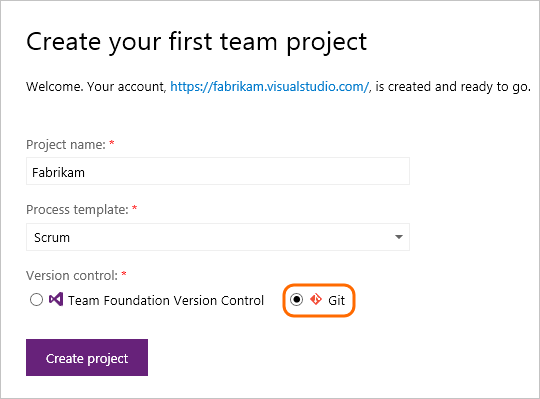 Create your first team project
Welcome. Your account, https://fabrikam.visualstudio.com/, is created and ready to go.
Project name: *
Fabrikam
Process template: *
Scrum
Version control: *
Team Foundation Version Control Git
Create project